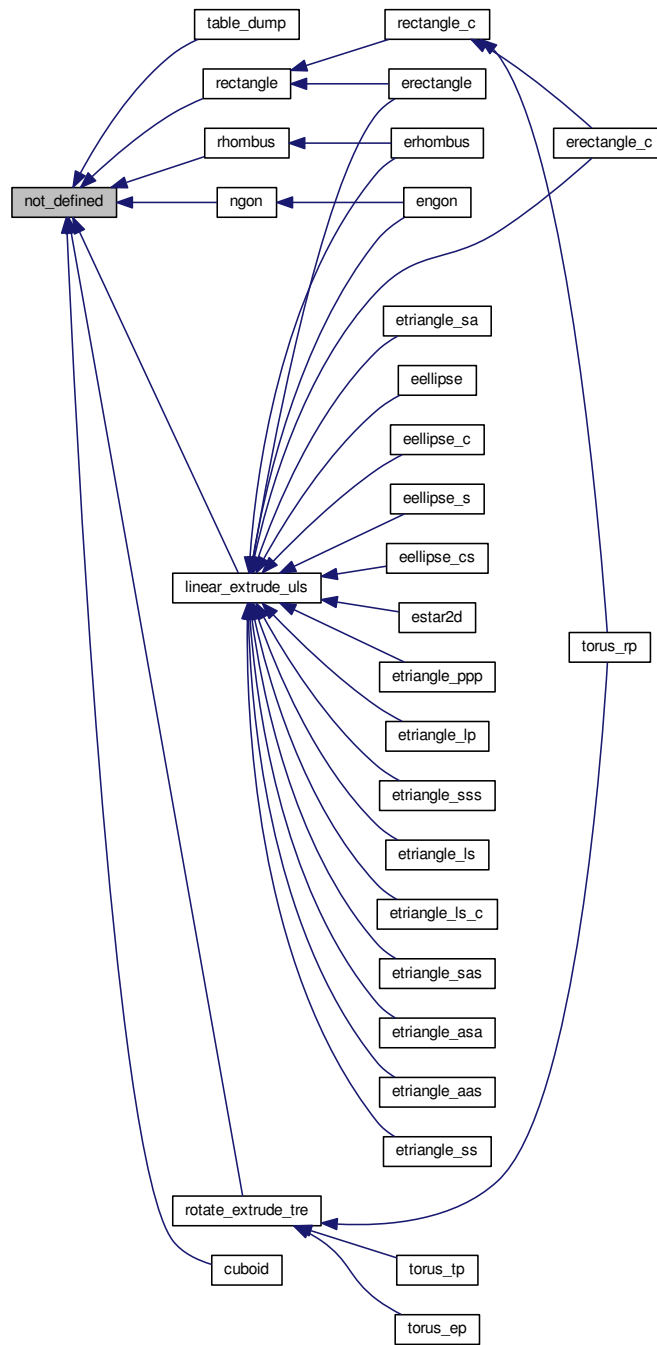 table_dump
rectangle_c
rectangle
erectangle
rhombus
erhombus
erectangle_c
not_defined
ngon
engon
etriangle_sa
eellipse
eellipse_c
eellipse_s
eellipse_cs
linear_extrude_uls
estar2d
torus_rp
etriangle_ppp
etriangle_lp
etriangle_sss
etriangle_ls
etriangle_ls_c
etriangle_sas
etriangle_asa
etriangle_aas
etriangle_ss
rotate_extrude_tre
cuboid
torus_tp
torus_ep